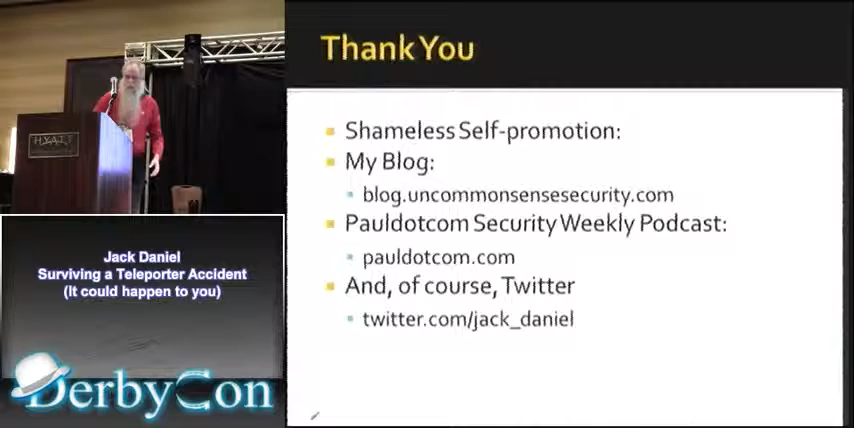 HYATT
Jack Daniel
Surviving a Teleporter Accident
(It could happen to you)
DerbyCon
Thank You
Shameless Self-promotion:
My Blog:
blog.uncommonsensesecurity.com
Pauldotcom Security Weekly Podcast:
pauldotcom.com
And, of course, Twitter
twitter.com/jack_daniel